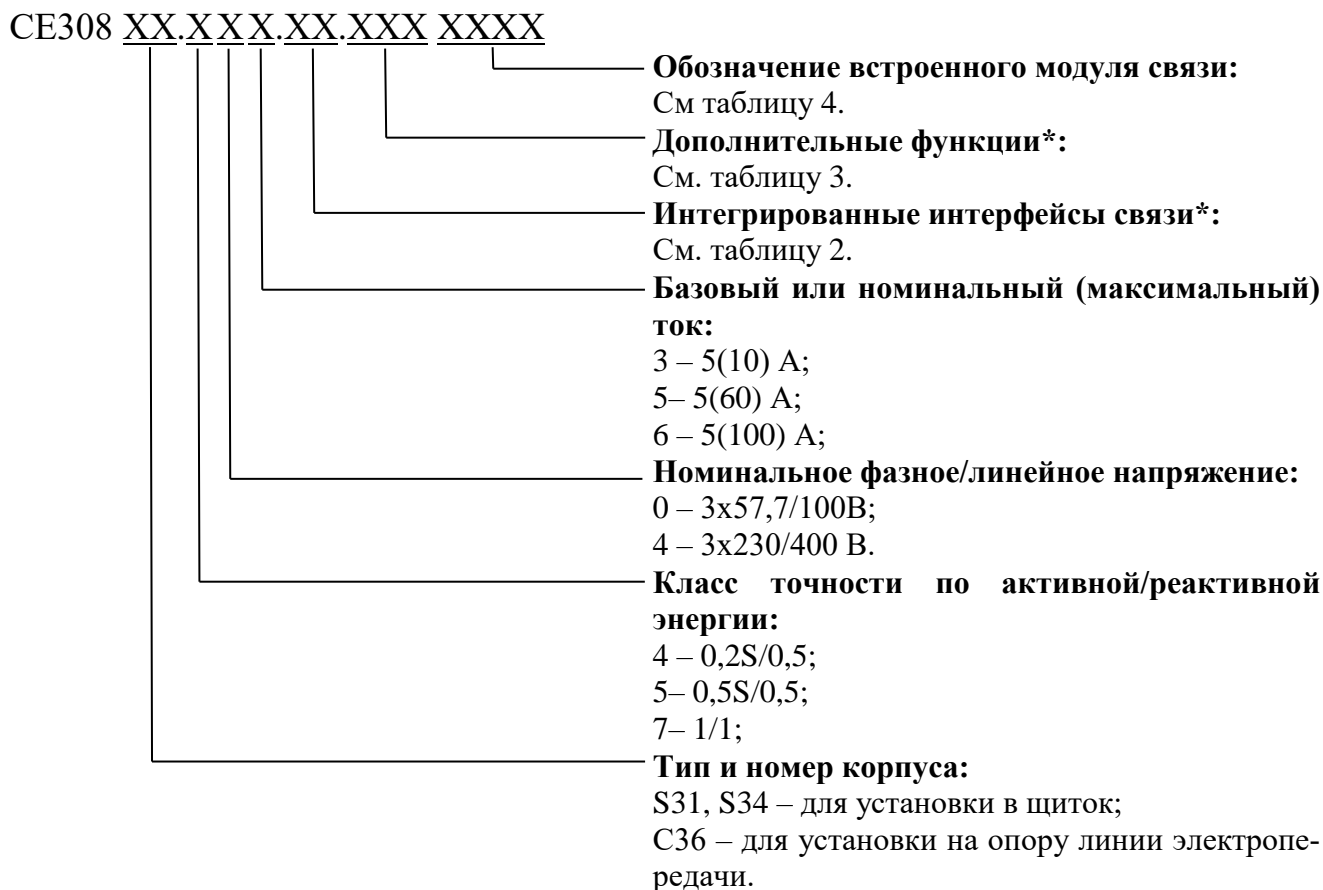 CE308 XX.XXX.XX.XXX XXXX
Обозначение встроенного модуля связи:
См таблицу 4.
Дополнительные функции*:
См. таблицу 3.
Интегрированные интерфейсы связи*:
См. таблицу 2.
Базовый или номинальный (максимальный)
ток:
3 – 5(10) А;
5– 5(60) А;
6 – 5(100) А;
Номинальное фазное/линейное напряжение:
0 – 3х57,7/100В;
4 – 3х230/400 В.
Класс точности по активной/реактивной
энергии:
4 – 0,2S/0,5;
5– 0,5S/0,5;
7– 1/1;
Тип и номер корпуса:
S31, S34 – для установки в щиток;
С36 – для установки на опору линии электропе-
редачи.